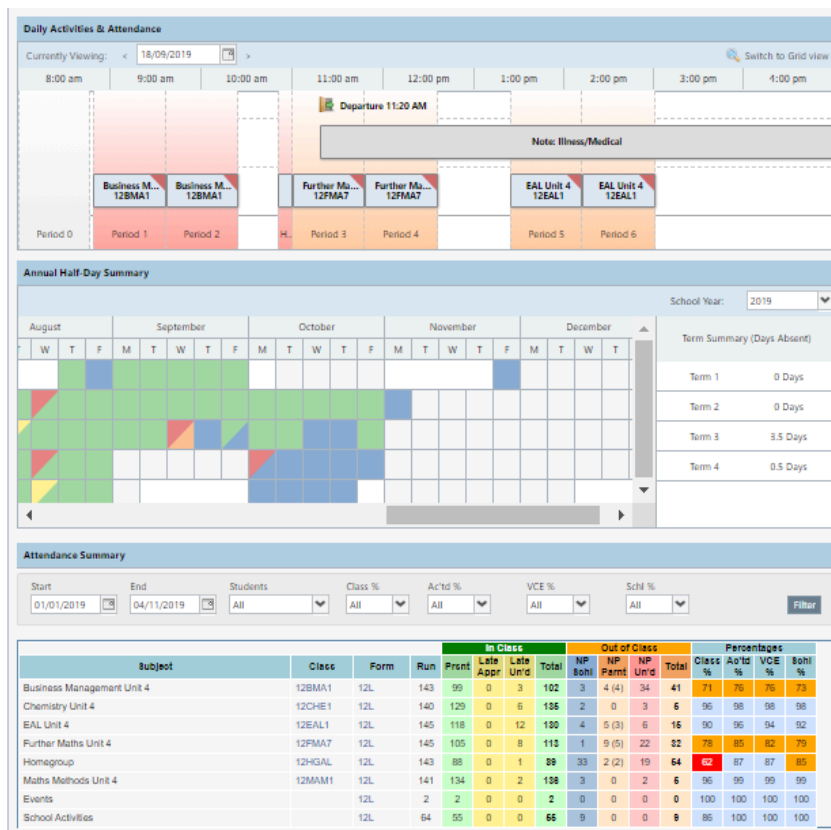 Daily Activities & Attendance
Currently Viewing: < 18/09/2019 > Switch to Grid view
8:00 am 9:00 am 10:00 am 11:00 am 12:00 pm 1:00 pm 2:00 pm 3:00 pm 4:00 pm
Departure 11:20 AM
Note: Illness/Medical
Business M... Business M... Further Ma... Further Ma... EAL Unit 4 EAL Unit 4
12BMA1 12BMA1 12FMA7 12FMA7 12EAL1 12EAL1
Period 0 Period 1 Period 2 H.. Period 3 Period 4 Period 5 Period 6
Annual Half-Day Summary
School Year: 2019
August September October November December
W T F M T W T F M T W T F M T W T F M T W T
Term Summary (Days Absent)
Term 1 0 Days
Term 2 0 Days
Term 3 3.5 Days
Term 4 0.5 Days
Attendance Summary
Start End Students Class % Ac'td % VCE % Schl %
01/01/2019 04/11/2019 All All All All All Filter
In Class Out of Class Percentages
Subject Class Form Run Prsnt Late Appr Late Un'd Total NP Schl NP Parnt NP Un'd Total Class % Ac'td % VCE % Schl %
Business Management Unit 4 12BMA1 12L 143 99 0 3 102 3 4 (4) 34 41 71 76 76 73
Chemistry Unit 4 12CHE1 12L 140 129 0 6 135 2 0 3 5 96 98 98 98
EAL Unit 4 12EAL1 12L 145 118 0 12 130 4 5 (3) 6 15 90 96 94 92
Further Maths Unit 4 12FMA7 12L 145 105 0 8 113 1 9 (5) 22 32 78 85 82 79
Homegroup 12HGAL 12L 143 88 0 1 89 33 2 (2) 19 54 62 87 87 85
Maths Methods Unit 4 12MAM1 12L 141 134 0 2 136 3 0 2 5 96 99 99 99
Events 12L 2 2 0 0 2 0 0 0 0 100 100 100 100
School Activities 12L 64 55 0 0 55 9 0 0 9 86 100 100 100